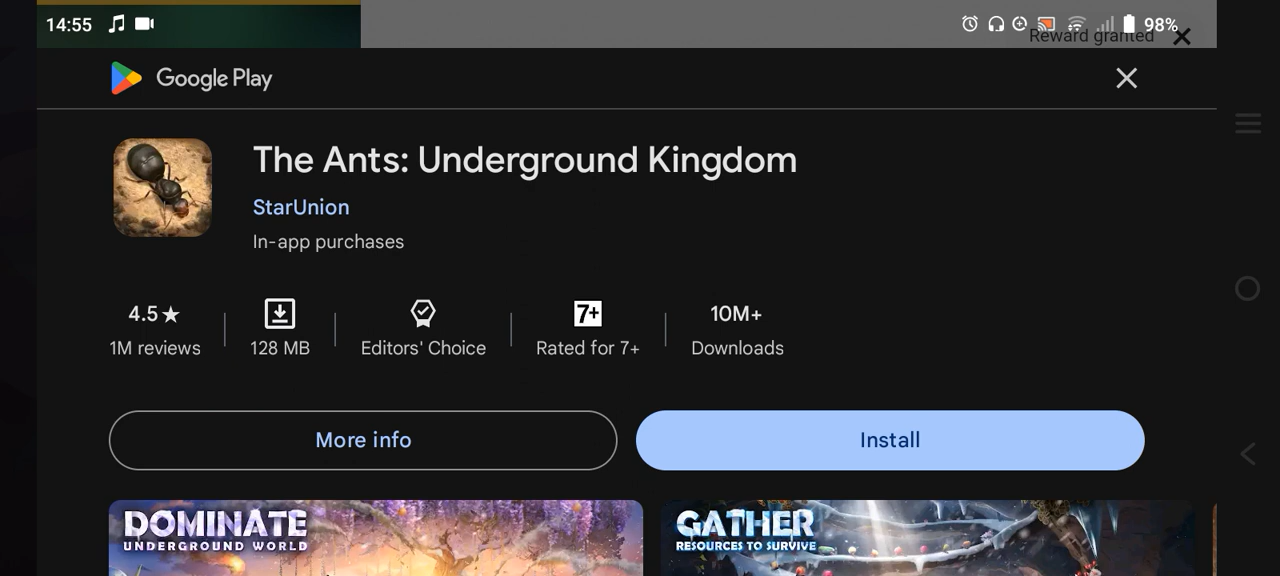 14:55
98%
Reward granted
Google Play
The Ants: Underground Kingdom
StarUnion
In-app purchases
4.5★
1M reviews
128 MB
Editors' Choice
7+
Rated for 7+
10M+
Downloads
More info
Install
DOMINATE
UNDERGROUND WORLD
GATHER
RESOURCES TO SURVIVE